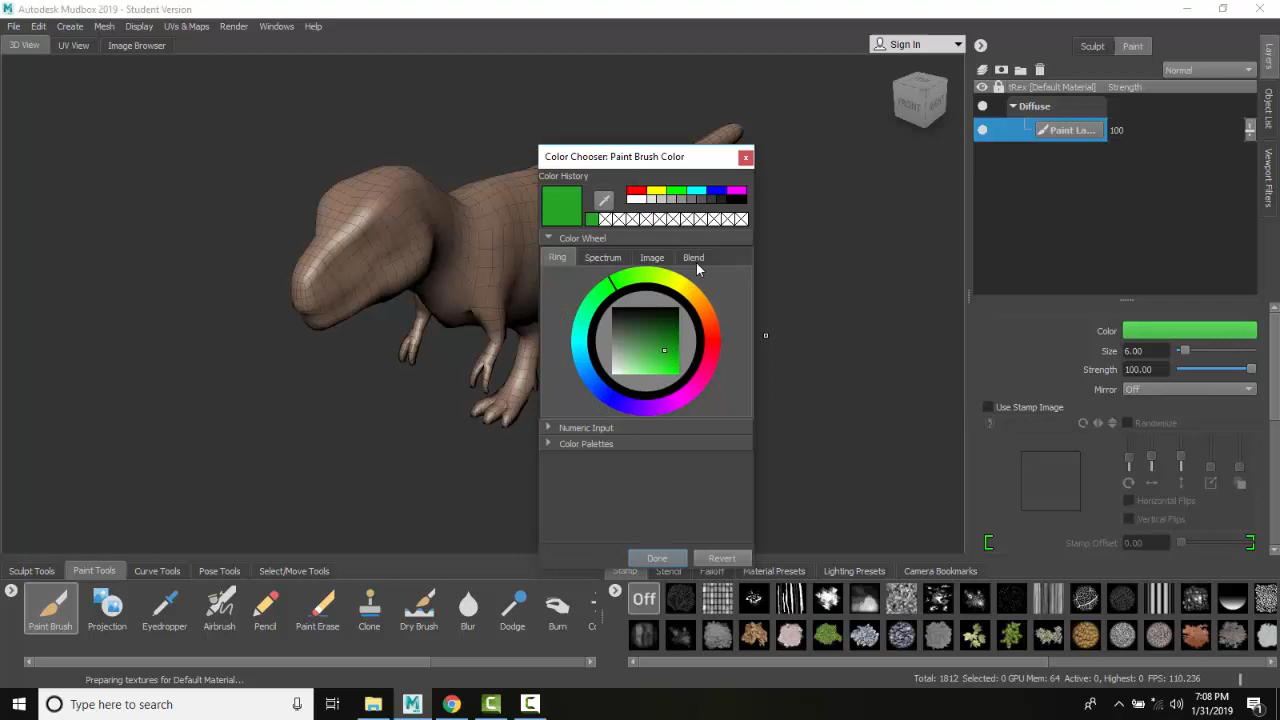 Autodesk Mudbox 2019 - Student Version
File Edit Create Mesh Display UVs & Maps Render Windows Help
3D View UV View Image Browser
Sign In
Sculpt Paint
Normal
tRex [Default Material] Strength
Diffuse
Paint La... 100
Layers
Object List
Viewport Filters
FRONT
RIGHT
Color Chooser: Paint Brush Color
Color History
Color Wheel
Ring Spectrum Image Blend
Numeric Input
Color Palettes
Done Revert
Color
Size 6.00
Strength 100.00
Mirror Off
Use Stamp Image
Randomize
Horizontal Flips
Vertical Flips
Stamp Offset 0.00
Sculpt Tools Paint Tools Curve Tools Pose Tools Select/Move Tools
Stamp Stencil Falloff Material Presets Lighting Presets Camera Bookmarks
Off
Paint Brush Projection Eyedropper Airbrush Pencil Paint Erase Clone Dry Brush Blur Dodge Burn Co
Preparing textures for Default Material...
Total: 1812 Selected: 0 GPU Mem: 64 Active: 0, Highest: 0 FPS: 110.236
Type here to search
7:08 PM
1/31/2019